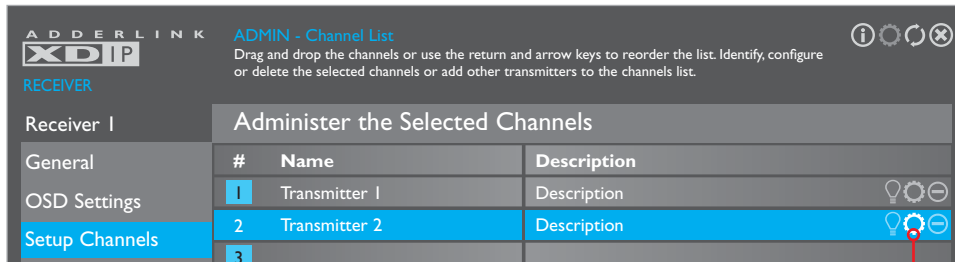 ADDERLINK
XDIP
RECEIVER
ADMIN - Channel List
Drag and drop the channels or use the return and arrow keys to reorder the list. Identify, configure
or delete the selected channels or add other transmitters to the channels list.
Receiver 1
General
OSD Settings
Setup Channels
Administer the Selected Channels
# Name Description
1 Transmitter 1 Description
2 Transmitter 2 Description
3